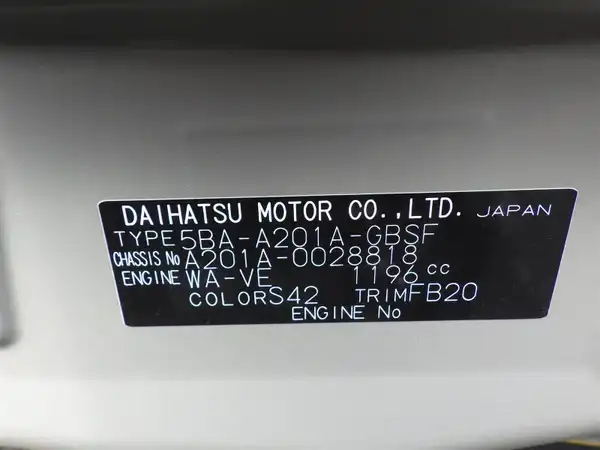 DAIHATSU MOTOR CO.,LTD. JAPAN
TYPE 5BA-A201A-GBSF
CHASSIS No A201A-0028818
ENGINE WA-VE 1196 cc
COLOR S42 TRIM FB20
ENGINE No